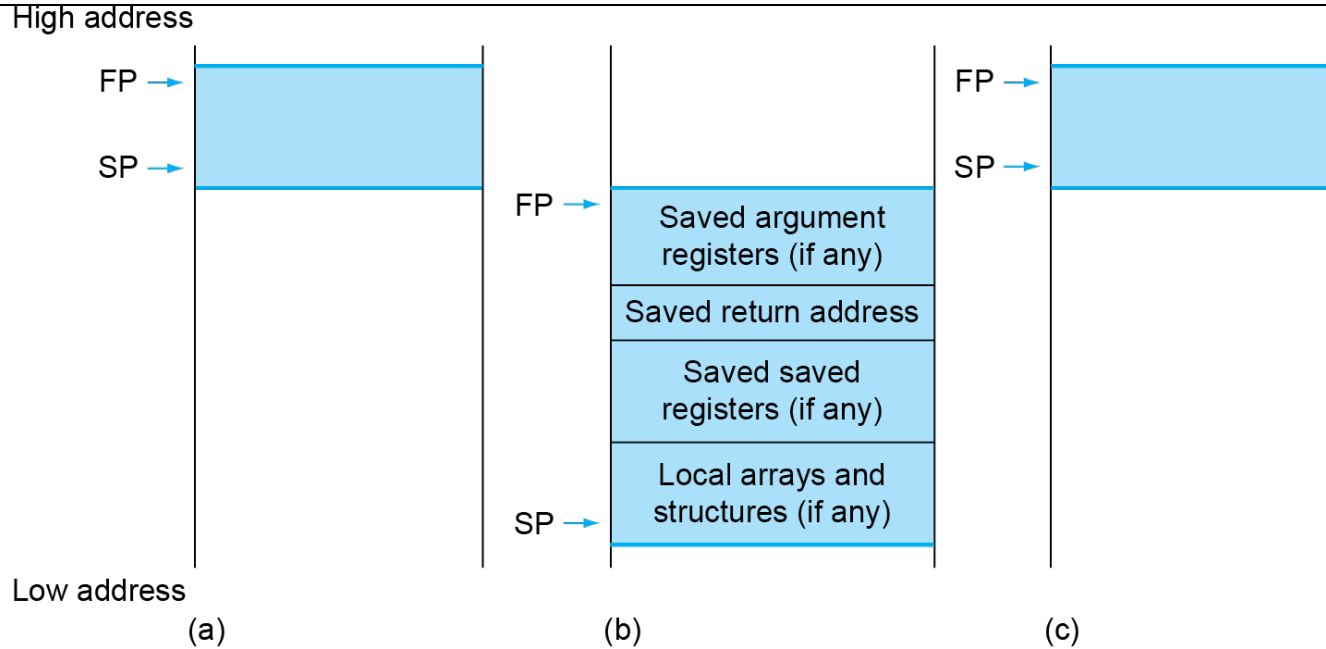 High address
FP
SP
FP
Saved argument
registers (if any)
Saved return address
Saved saved
registers (if any)
Local arrays and
structures (if any)
SP
FP
SP
Low address
(a)
(b)
(c)